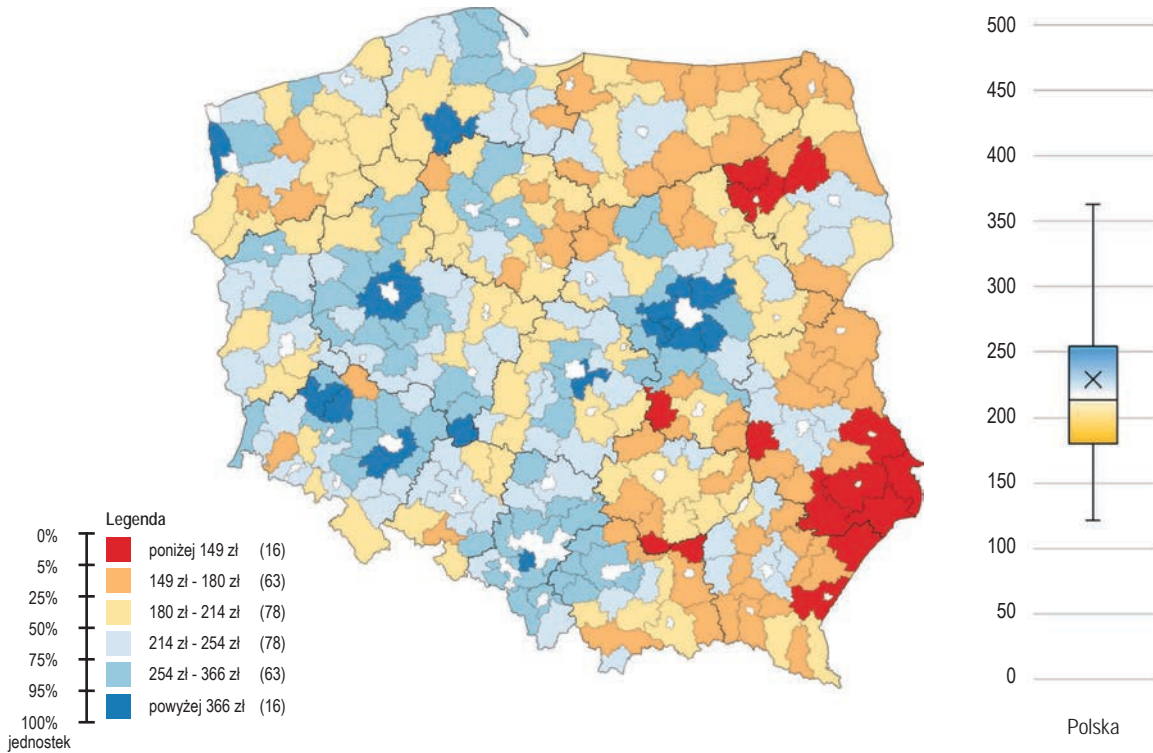 Legenda
0%
5%
25%
50%
75%
95%
100%
jednostek
poniżej 149 zł (16)
149 zł - 180 zł (63)
180 zł - 214 zł (78)
214 zł - 254 zł (78)
254 zł - 366 zł (63)
powyżej 366 zł (16)
500
450
400
350
300
250
200
150
100
50
0
Polska